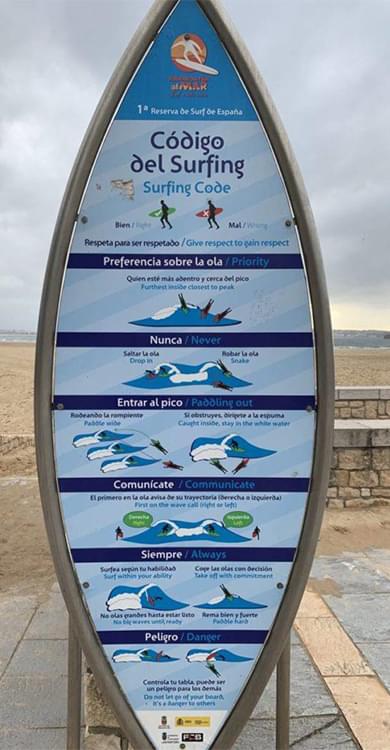 al MAR
1ª Reserva de Surf de España
Código
del Surfing
Surfing Code
Bien / Right
Mal / Wrong
Respeta para ser respetado / Give respect to gain respect
Preferencia sobre la ola / Priority
Quien esté más adentro y cerca del pico
Furthest inside closest to peak
Nunca / Never
Saltar la ola
Drop in
Robar la ola
Snake
Entrar al pico / Paddling out
Rodeando la rompiente
Paddle wide
Si obstruyes, dirígete a la espuma
Caught inside, stay in the white water
Comunícate / Communicate
El primero en la ola avisa de su trayectoria (derecha o izquierda)
First on the wave call (right or left)
Derecha
Right
Izquierda
Left
Siempre / Always
Surfea según tu habilidad
Surf within your ability
Coge las olas con decisión
Take off with commitment
No olas grandes hasta estar listo
No big waves until ready
Rema bien y fuerte
Paddle hard
Peligro / Danger
Controla tu tabla, puede ser
un peligro para los demás
Do not let go of your board,
it's a danger to others